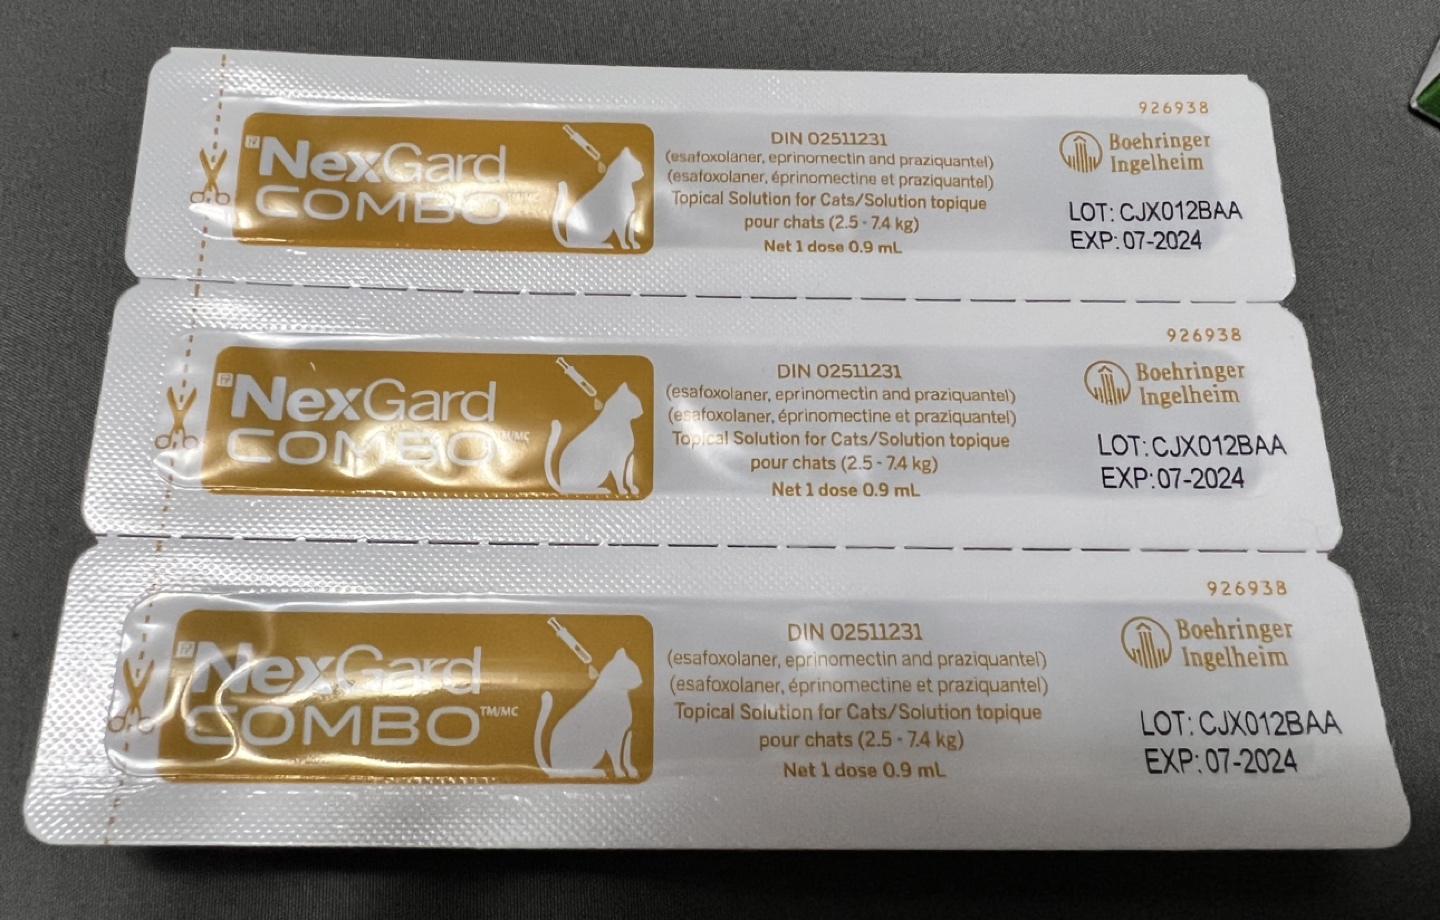 926938
NexGard
COMBO TM/MC
DIN 02511231
(esafoxolaner, eprinomectin and praziquantel)
(esafoxolaner, éprinomectine et praziquantel)
Topical Solution for Cats/Solution topique
pour chats (2.5 - 7.4 kg)
Net 1 dose 0.9 mL
Boehringer
Ingelheim
LOT: CJX012BAA
EXP: 07-2024
926938
NexGard
COMBO TM/MC
DIN 02511231
(esafoxolaner, eprinomectin and praziquantel)
(esafoxolaner, éprinomectine et praziquantel)
Topical Solution for Cats/Solution topique
pour chats (2.5 - 7.4 kg)
Net 1 dose 0.9 mL
Boehringer
Ingelheim
LOT: CJX012BAA
EXP: 07-2024
926938
NexGard
COMBO TM/MC
DIN 02511231
(esafoxolaner, eprinomectin and praziquantel)
(esafoxolaner, éprinomectine et praziquantel)
Topical Solution for Cats/Solution topique
pour chats (2.5 - 7.4 kg)
Net 1 dose 0.9 mL
Boehringer
Ingelheim
LOT: CJX012BAA
EXP: 07-2024